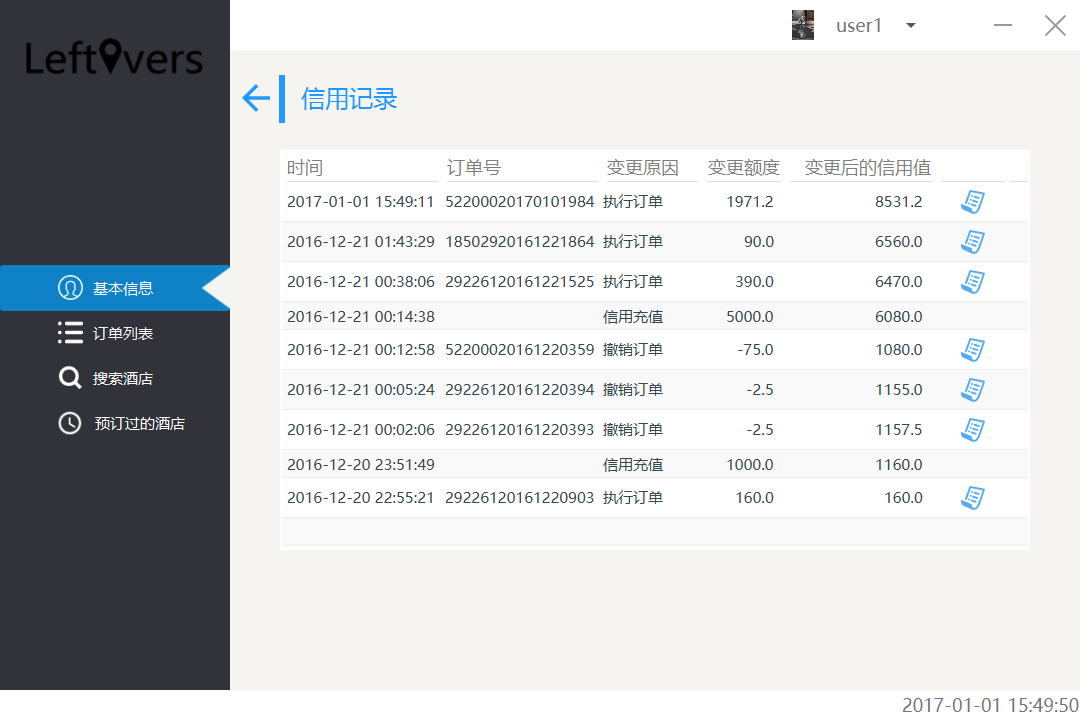 Leftovers
user1
信用记录
时间 订单号 变更原因 变更额度 变更后的信用值
2017-01-01 15:49:11 52200020170101984 执行订单 1971.2 8531.2
2016-12-21 01:43:29 18502920161221864 执行订单 90.0 6560.0
2016-12-21 00:38:06 29226120161221525 执行订单 390.0 6470.0
2016-12-21 00:14:38 信用充值 5000.0 6080.0
2016-12-21 00:12:58 52200020161220359 撤销订单 -75.0 1080.0
2016-12-21 00:05:24 29226120161220394 撤销订单 -2.5 1155.0
2016-12-21 00:02:06 29226120161220393 撤销订单 -2.5 1157.5
2016-12-20 23:51:49 信用充值 1000.0 1160.0
2016-12-20 22:55:21 29226120161220903 执行订单 160.0 160.0
基本信息
订单列表
搜索酒店
预订过的酒店
2017-01-01 15:49:50